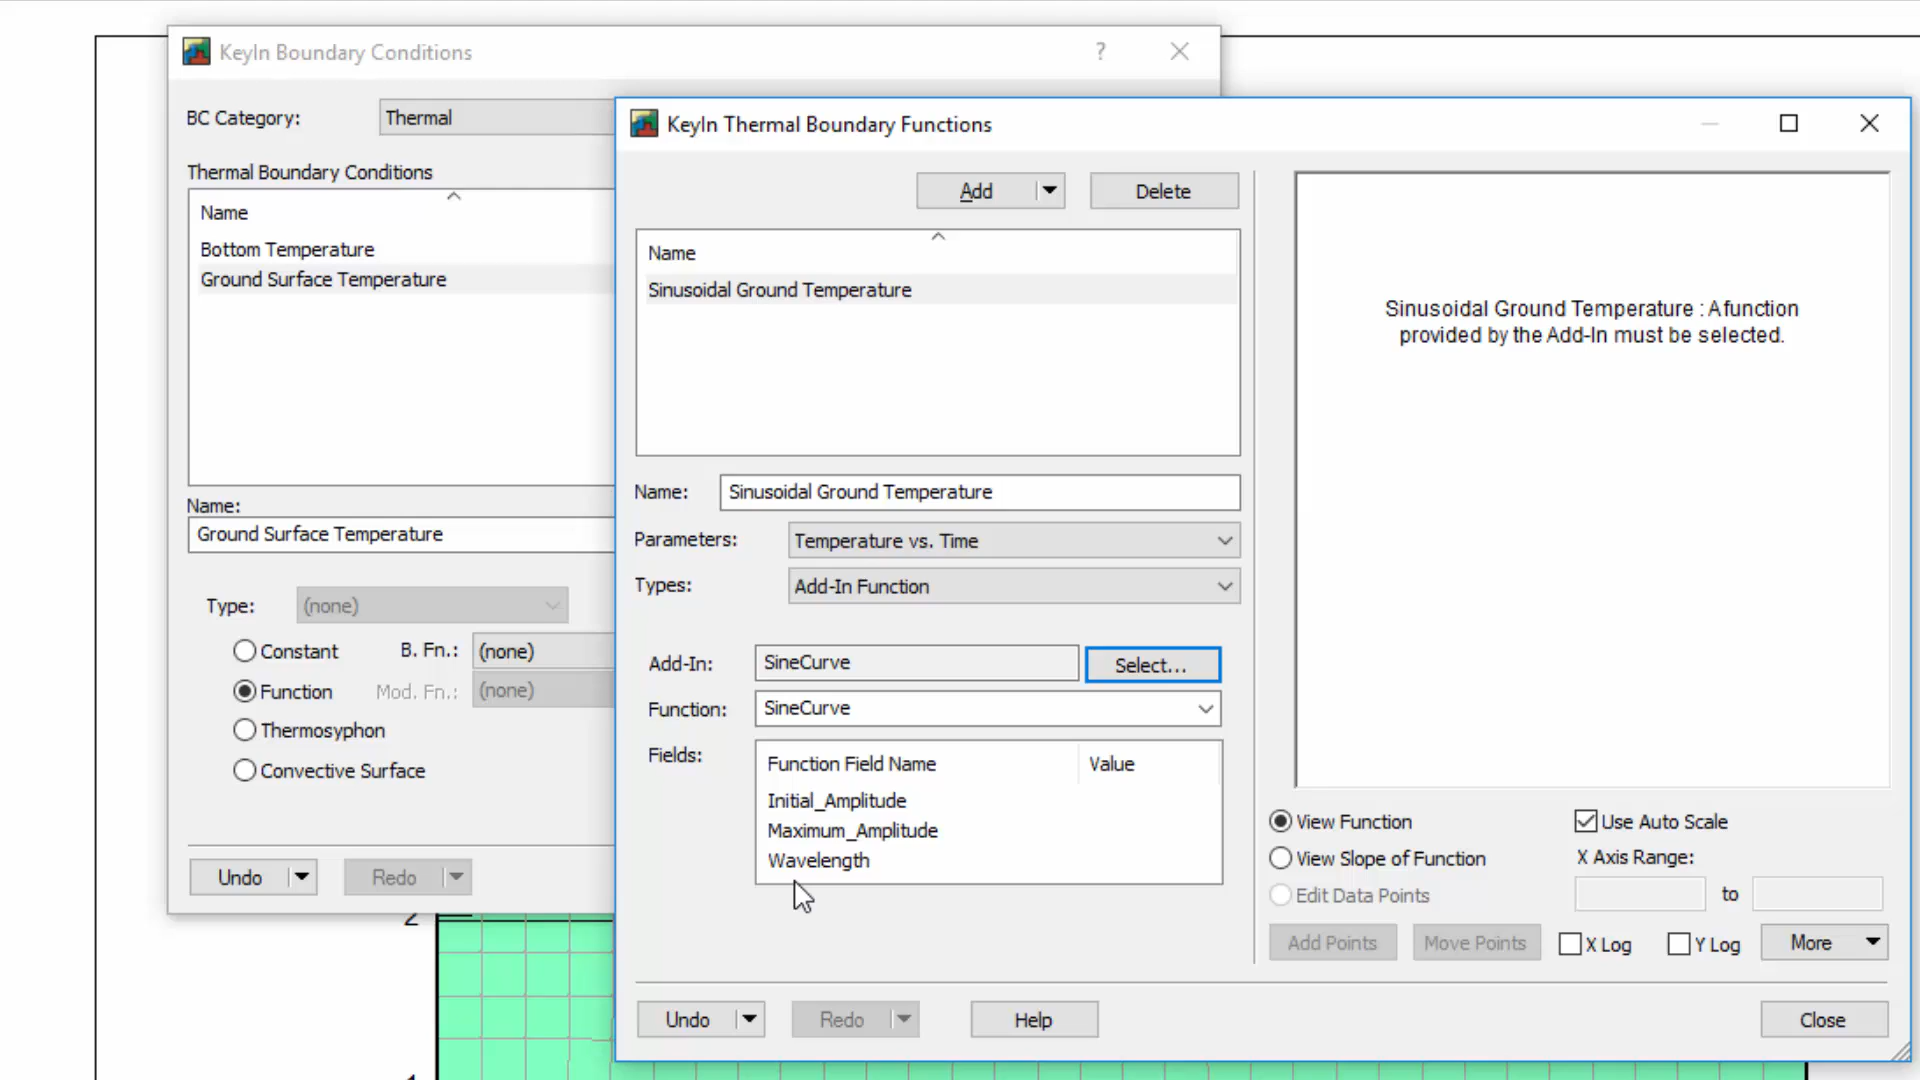 KeyIn Boundary Conditions
?
BC Category:
Thermal
Thermal Boundary Conditions
Name
Bottom Temperature
Ground Surface Temperature
Name:
Ground Surface Temperature
Type:
(none)
Constant
B. Fn.:
(none)
Function
Mod. Fn.:
(none)
Thermosyphon
Convective Surface
Undo
Redo
2
KeyIn Thermal Boundary Functions
Add
Delete
Name
Sinusoidal Ground Temperature
Name:
Sinusoidal Ground Temperature
Parameters:
Temperature vs. Time
Types:
Add-In Function
Add-In:
SineCurve
Select...
Function:
SineCurve
Fields:
Function Field Name
Value
Initial_Amplitude
Maximum_Amplitude
Wavelength
Undo
Redo
Help
Sinusoidal Ground Temperature : A function
provided by the Add-In must be selected.
View Function
Use Auto Scale
View Slope of Function
X Axis Range:
Edit Data Points
to
Add Points
Move Points
X Log
Y Log
More
Close